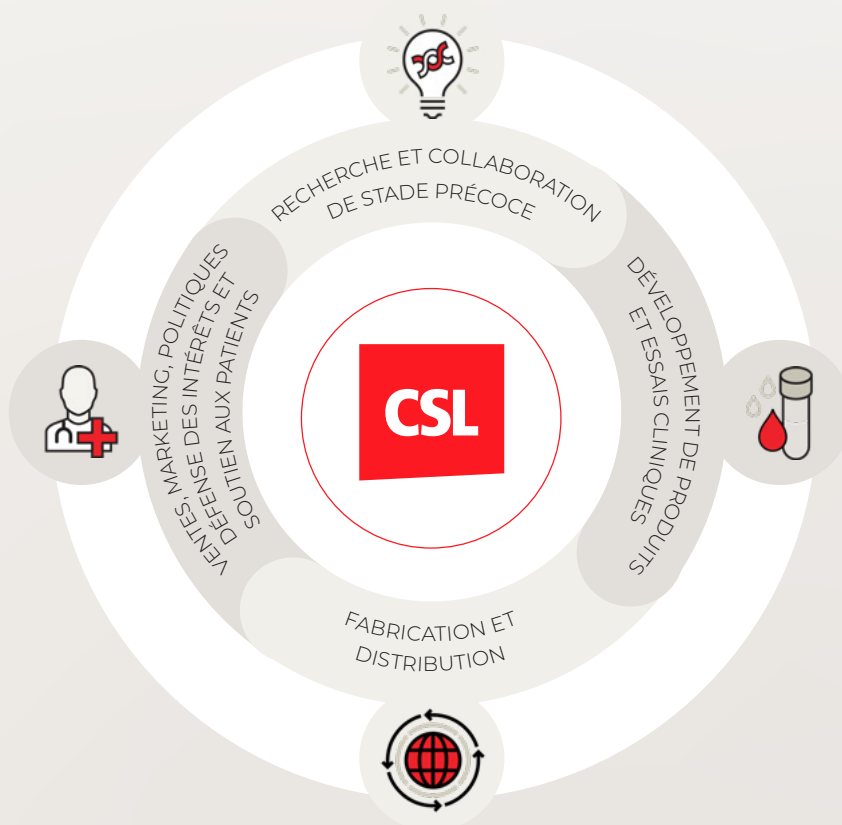 RECHERCHE ET COLLABORATION
DE STADE PRÉCOCE
DÉVELOPPEMENT DE PRODUITS
ET ESSAIS CLINIQUES
FABRICATION ET
DISTRIBUTION
VENTES, MARKETING, POLITIQUES
DÉFENSE DES INTÉRÊTS ET
SOUTIEN AUX PATIENTS
CSL